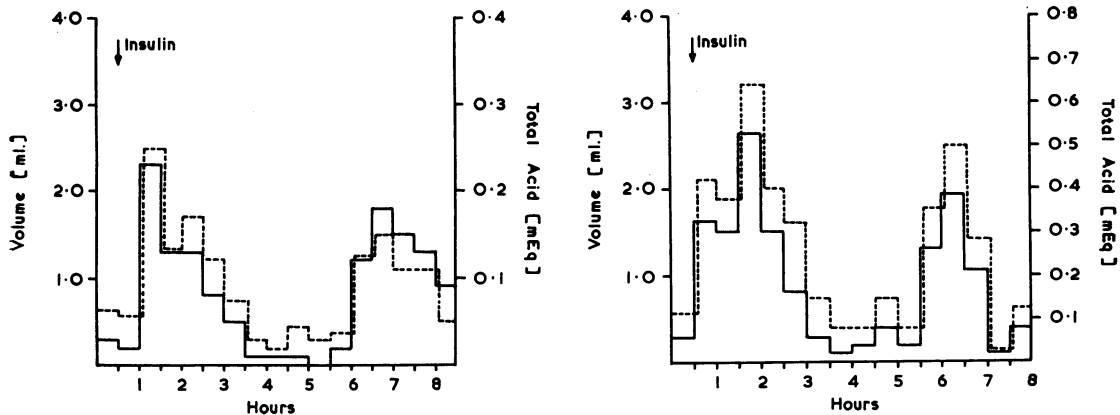 4·0
3·0
2·0
1·0
Volume [ml.]
Insulin
0·4
0·3
0·2
0·1
Total Acid [mEq]
1 2 3 4 5 6 7 8
Hours
4·0
3·0
2·0
1·0
Volume [ml.]
Insulin
0·8
0·7
0·6
0·5
0·4
0·3
0·2
0·1
Total Acid [mEq]
1 2 3 4 5 6 7 8
Hours